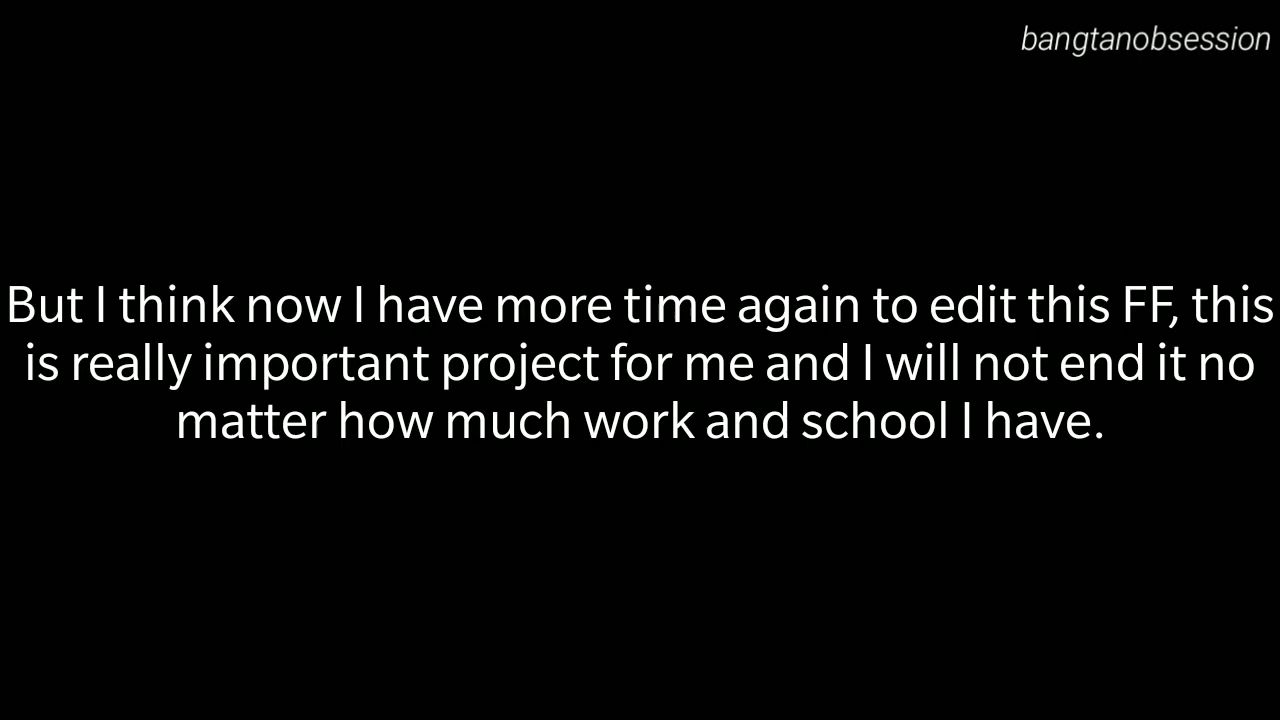 bangtanobsession
But I think now I have more time again to edit this FF, this
is really important project for me and I will not end it no
matter how much work and school I have.